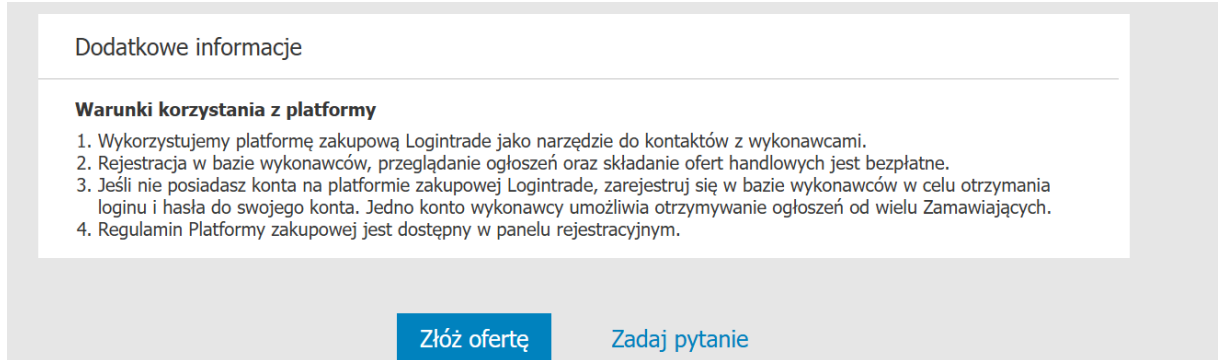 Dodatkowe informacje
Warunki korzystania z platformy
1. Wykorzystujemy platformę zakupową Logintrade jako narzędzie do kontaktów z wykonawcami.
2. Rejestracja w bazie wykonawców, przeglądanie ogłoszeń oraz składanie ofert handlowych jest bezpłatne.
3. Jeśli nie posiadasz konta na platformie zakupowej Logintrade, zarejestruj się w bazie wykonawców w celu otrzymania
loginu i hasła do swojego konta. Jedno konto wykonawcy umożliwia otrzymywanie ogłoszeń od wielu Zamawiających.
4. Regulamin Platformy zakupowej jest dostępny w panelu rejestracyjnym.
Złóż ofertę
Zadaj pytanie